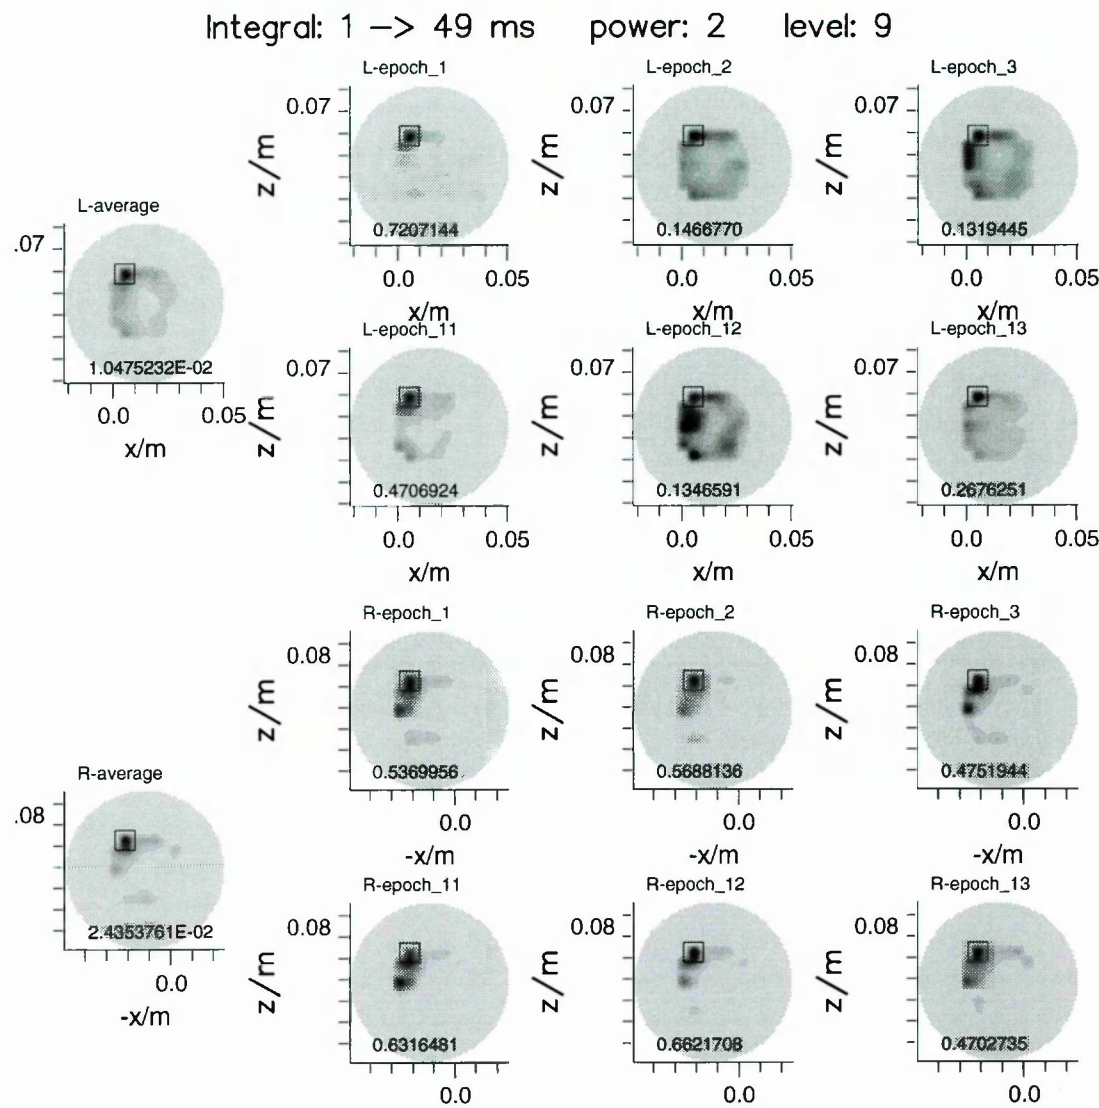 Integral: 1 -> 49 ms power: 2 level: 9
L-epoch_1 L-epoch_2 L-epoch_3
0.07 0.07 0.07
z/m z/m z/m
0.7207144 0.1466770 0.1319445
0.0 0.05 0.0 0.05 0.0 0.05
x/m x/m x/m
L-average
.07
1.0475232E-02
0.0 0.05
x/m
L-epoch_11 L-epoch_12 L-epoch_13
0.07 0.07 0.07
z/m z/m z/m
0.4706924 0.1346591 0.2676251
0.0 0.05 0.0 0.05 0.0 0.05
x/m x/m x/m
R-epoch_1 R-epoch_2 R-epoch_3
0.08 0.08 0.08
z/m z/m z/m
0.5369956 0.5688136 0.4751944
0.0 0.0 0.0
-x/m -x/m -x/m
R-average
.08
2.4353761E-02
0.0
-x/m
R-epoch_11 R-epoch_12 R-epoch_13
0.08 0.08 0.08
z/m z/m z/m
0.6316481 0.6621708 0.4702735
0.0 0.0 0.0